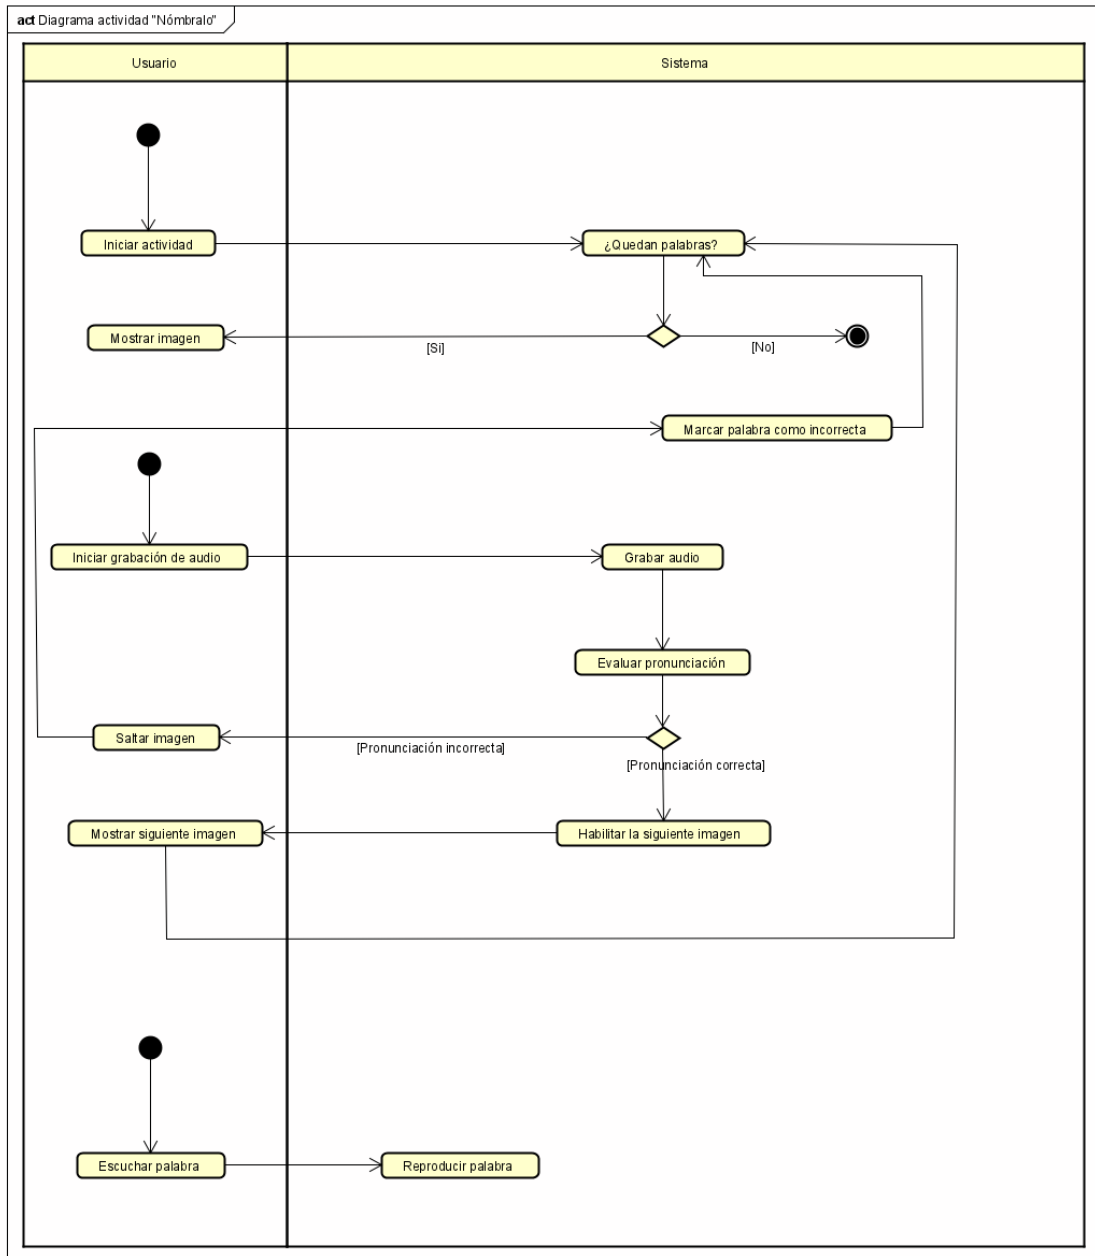 act Diagrama actividad "Nómbralo"
Usuario
Sistema
Iniciar actividad
¿Quedan palabras?
Mostrar imagen
[Si]
[No]
Marcar palabra como incorrecta
Iniciar grabación de audio
Grabar audio
Evaluar pronunciación
Saltar imagen
[Pronunciación incorrecta]
[Pronunciación correcta]
Mostrar siguiente imagen
Habilitar la siguiente imagen
Escuchar palabra
Reproducir palabra